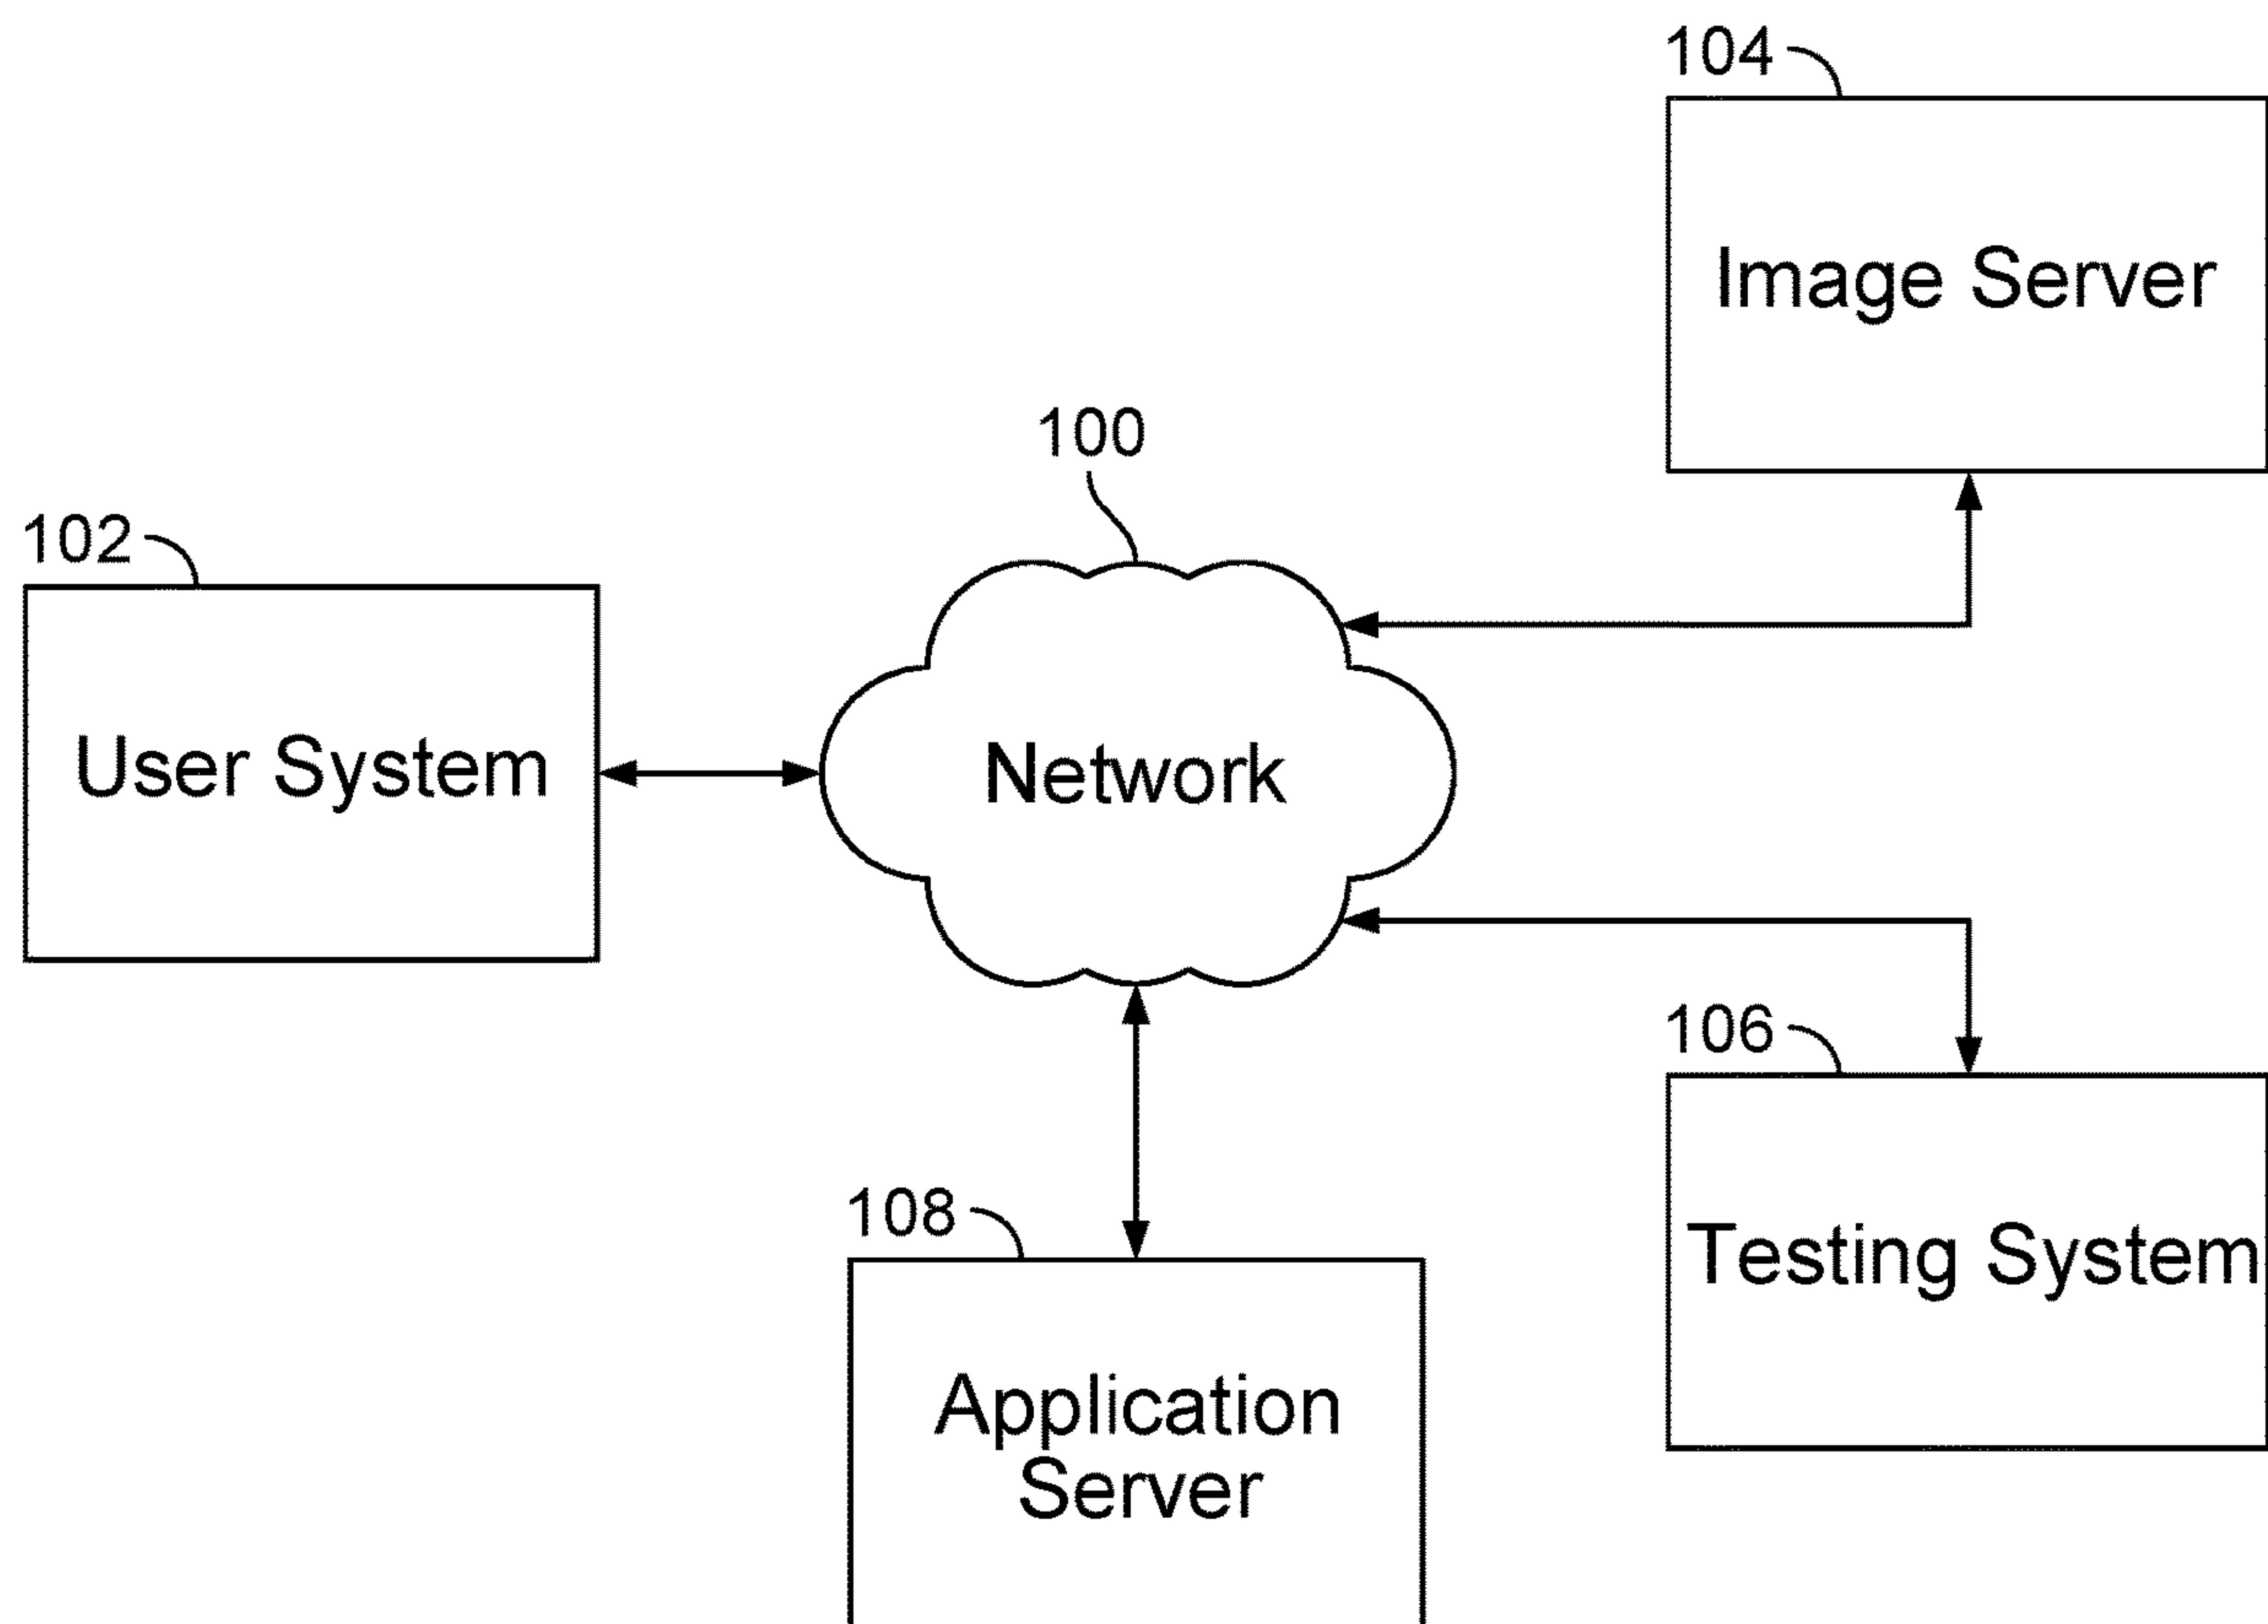 104
Image Server
100
102
User System
Network
106
Testing System
108
Application
Server